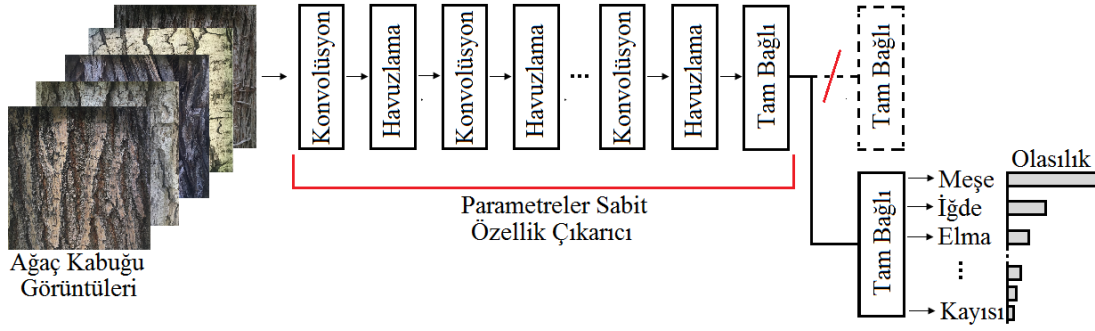 Ağaç Kabuğu
Görüntüleri
Konvolüsyon
Havuzlama
Konvolüsyon
Havuzlama
...
Konvolüsyon
Havuzlama
Tam Bağlı
Tam Bağlı
Parametreler Sabit
Özellik Çıkarıcı
Tam Bağlı
Olasılık
Meşe
İğde
Elma
...
Kayısı